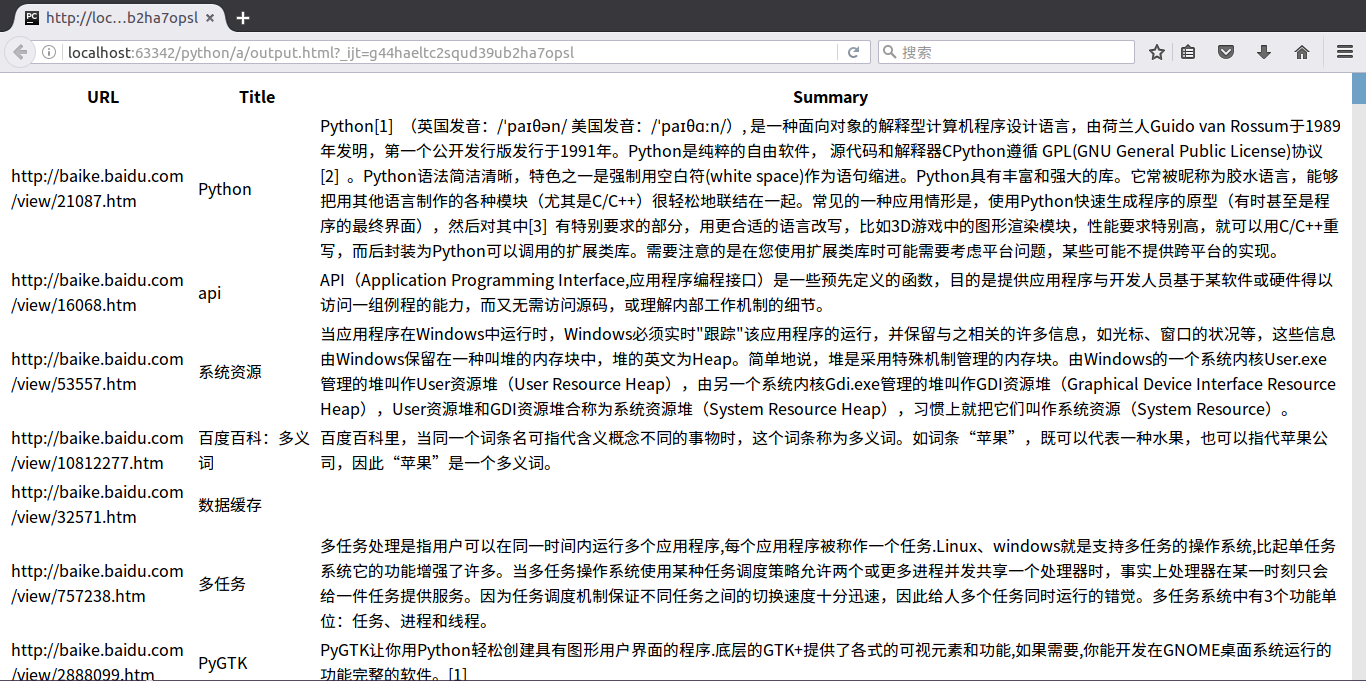 http://loc...b2ha7opsl
localhost:63342/python/a/output.html?_ijt=g44haeltc2squd39ub2ha7opsl
搜索
URL Title Summary
http://baike.baidu.com
/view/21087.htm
Python
Python[1] （英国发音：/ˈpaɪθən/ 美国发音：/ˈpaɪθɑːn/）, 是一种面向对象的解释型计算机程序设计语言，由荷兰人Guido van Rossum于1989
年发明，第一个公开发行版发行于1991年。Python是纯粹的自由软件， 源代码和解释器CPython遵循 GPL(GNU General Public License)协议
[2] 。Python语法简洁清晰，特色之一是强制用空白符(white space)作为语句缩进。Python具有丰富和强大的库。它常被昵称为胶水语言，能够
把用其他语言制作的各种模块（尤其是C/C++）很轻松地联结在一起。常见的一种应用情形是，使用Python快速生成程序的原型（有时甚至是程
序的最终界面），然后对其中[3] 有特别要求的部分，用更合适的语言改写，比如3D游戏中的图形渲染模块，性能要求特别高，就可以用C/C++重
写，而后封装为Python可以调用的扩展类库。需要注意的是在您使用扩展类库时可能需要考虑平台问题，某些可能不提供跨平台的实现。
http://baike.baidu.com
/view/16068.htm
api
API（Application Programming Interface,应用程序编程接口）是一些预先定义的函数，目的是提供应用程序与开发人员基于某软件或硬件得以
访问一组例程的能力，而又无需访问源码，或理解内部工作机制的细节。
http://baike.baidu.com
/view/53557.htm
系统资源
当应用程序在Windows中运行时，Windows必须实时"跟踪"该应用程序的运行，并保留与之相关的许多信息，如光标、窗口的状况等，这些信息
由Windows保留在一种叫堆的内存块中，堆的英文为Heap。简单地说，堆是采用特殊机制管理的内存块。由Windows的一个系统内核User.exe
管理的堆叫作User资源堆（User Resource Heap），由另一个系统内核Gdi.exe管理的堆叫作GDI资源堆（Graphical Device Interface Resource
Heap），User资源堆和GDI资源堆合称为系统资源堆（System Resource Heap），习惯上就把它们叫作系统资源（System Resource）。
http://baike.baidu.com
/view/10812277.htm
百度百科：多义
词
百度百科里，当同一个词条名可指代含义概念不同的事物时，这个词条称为多义词。如词条“苹果”，既可以代表一种水果，也可以指代苹果公
司，因此“苹果”是一个多义词。
http://baike.baidu.com
/view/32571.htm
数据缓存
http://baike.baidu.com
/view/757238.htm
多任务
多任务处理是指用户可以在同一时间内运行多个应用程序,每个应用程序被称作一个任务.Linux、windows就是支持多任务的操作系统,比起单任务
系统它的功能增强了许多。当多任务操作系统使用某种任务调度策略允许两个或更多进程并发共享一个处理器时，事实上处理器在某一时刻只会
给一件任务提供服务。因为任务调度机制保证不同任务之间的切换速度十分迅速，因此给人多个任务同时运行的错觉。多任务系统中有3个功能单
位：任务、进程和线程。
http://baike.baidu.com
/view/2888099.htm
PyGTK
PyGTK让你用Python轻松创建具有图形用户界面的程序.底层的GTK+提供了各式的可视元素和功能,如果需要,你能开发在GNOME桌面系统运行的
功能完整的软件。[1]